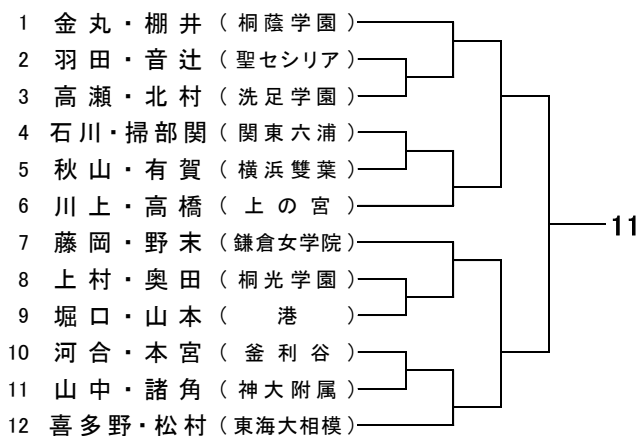 1 金丸・棚井（桐蔭学園）
2 羽田・音辻（聖セシリア）
3 高瀬・北村（洗足学園）
4 石川・掃部関（関東六浦）
5 秋山・有賀（横浜雙葉）
6 川上・高橋（上の宮）
11
7 藤岡・野末（鎌倉女学院）
8 上村・奥田（桐光学園）
9 堀口・山本（港）
10 河合・本宮（釜利谷）
11 山中・諸角（神大附属）
12 喜多野・松村（東海大相模）